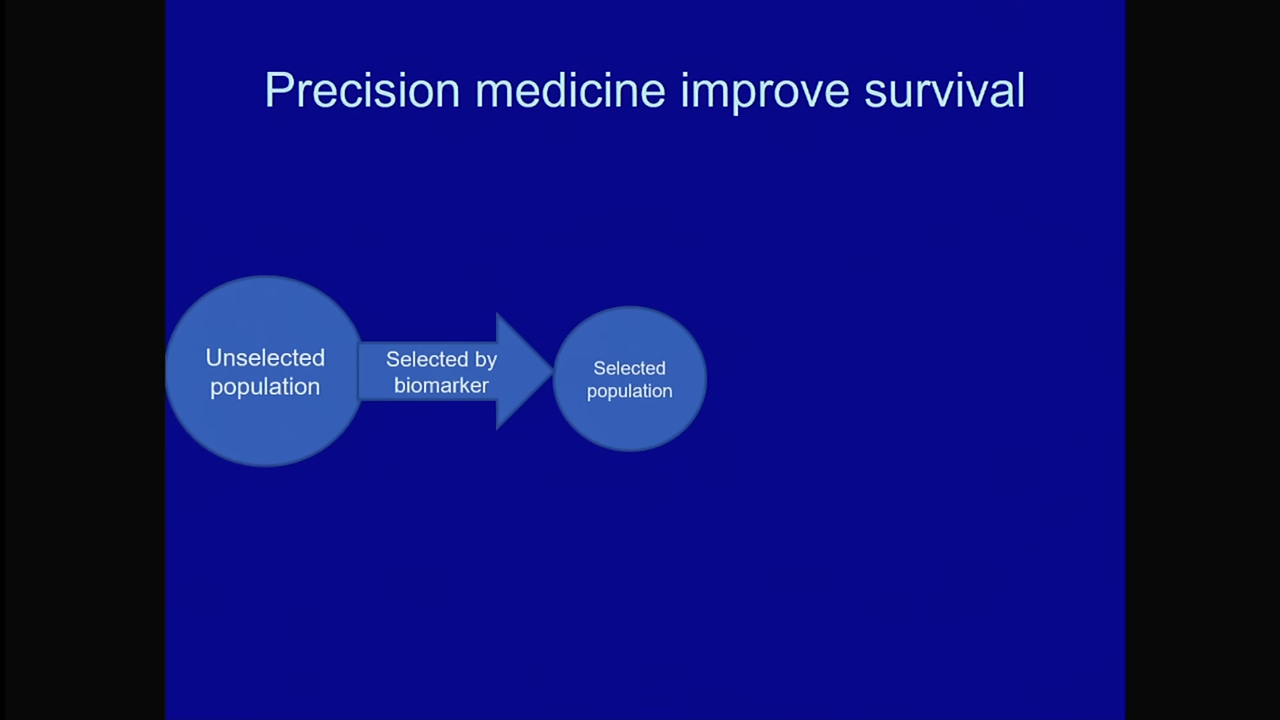 Precision medicine improve survival
Unselected
population
Selected by
biomarker
Selected
population